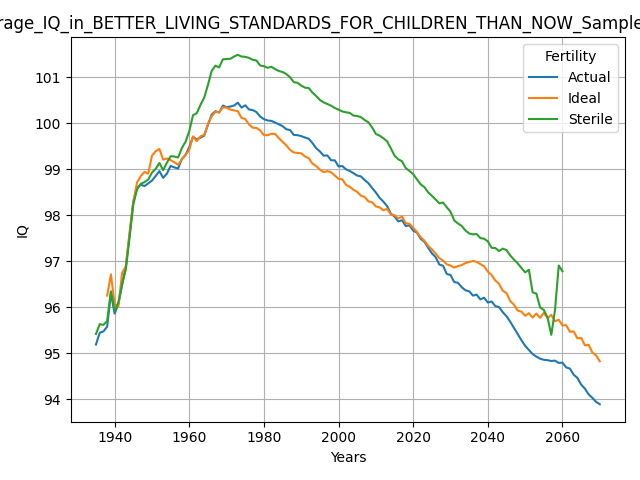 rage_IQ_in_BETTER_LIVING_STANDARDS_FOR_CHILDREN_THAN_NOW_Sample
Fertility
Actual
Ideal
Sterile
IQ
101
100
99
98
97
96
95
94
1940 1960 1980 2000 2020 2040 2060
Years